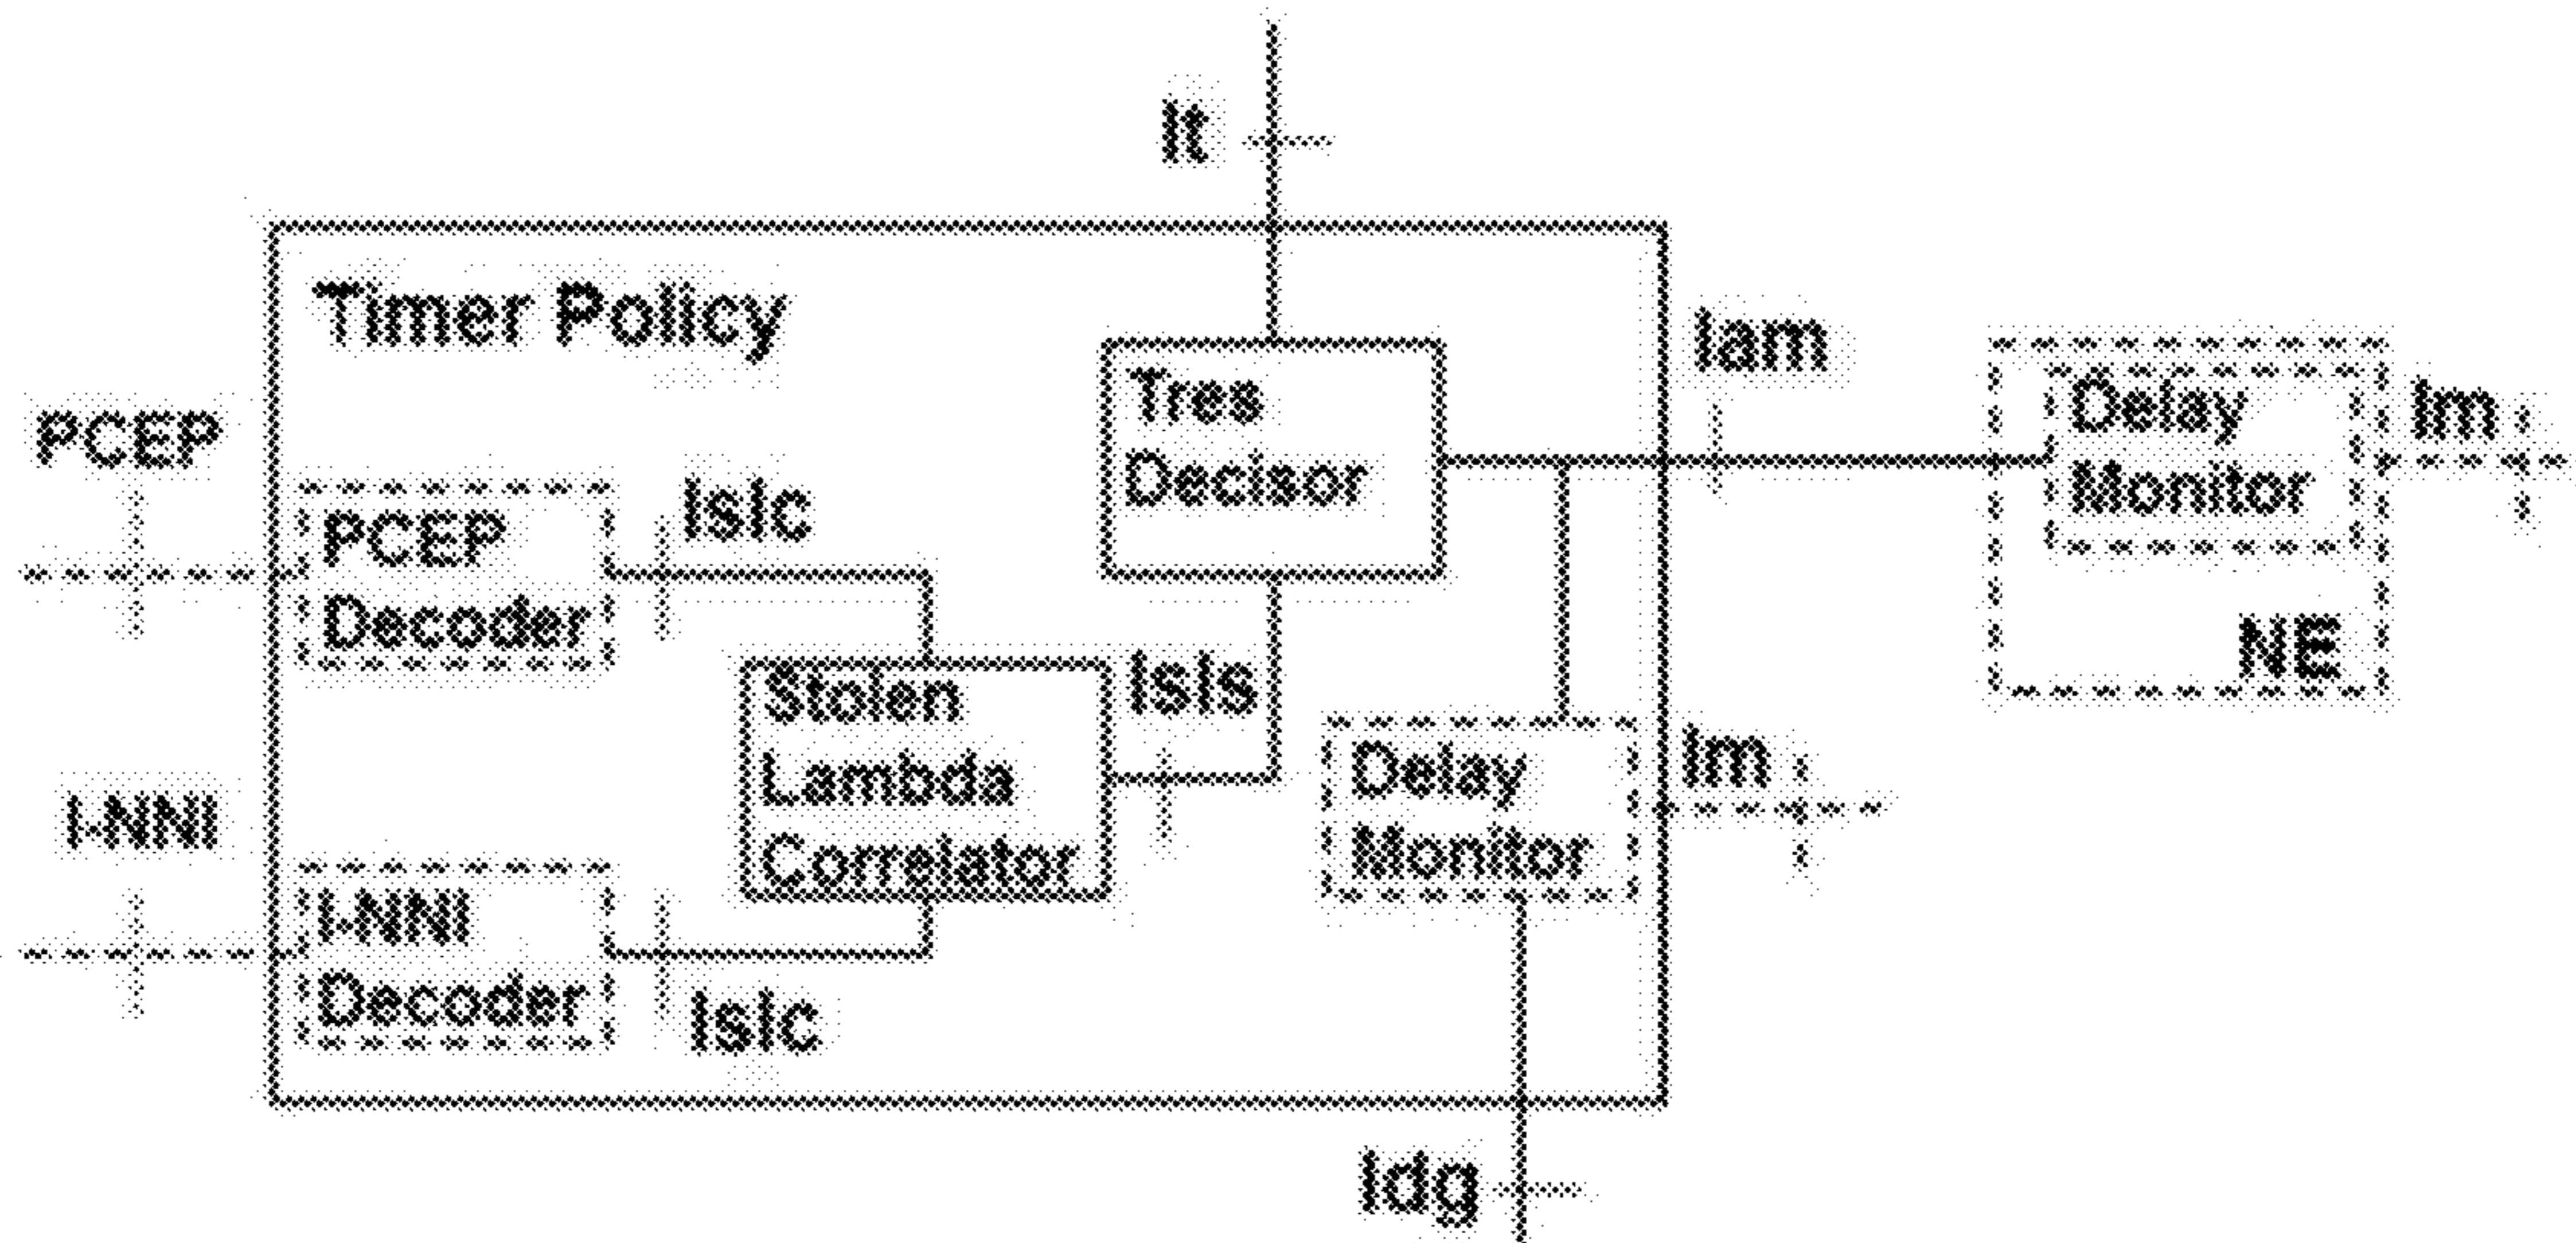 It
Timer Policy
Iam
PCEP
Tres
Decisor
Delay
Monitor
Im
NE
PCEP
Decoder
Islc
Stolen
Lambda
Correlator
Isls
Delay
Monitor
Im
I-NNI
I-NNI
Decoder
Islc
Idg